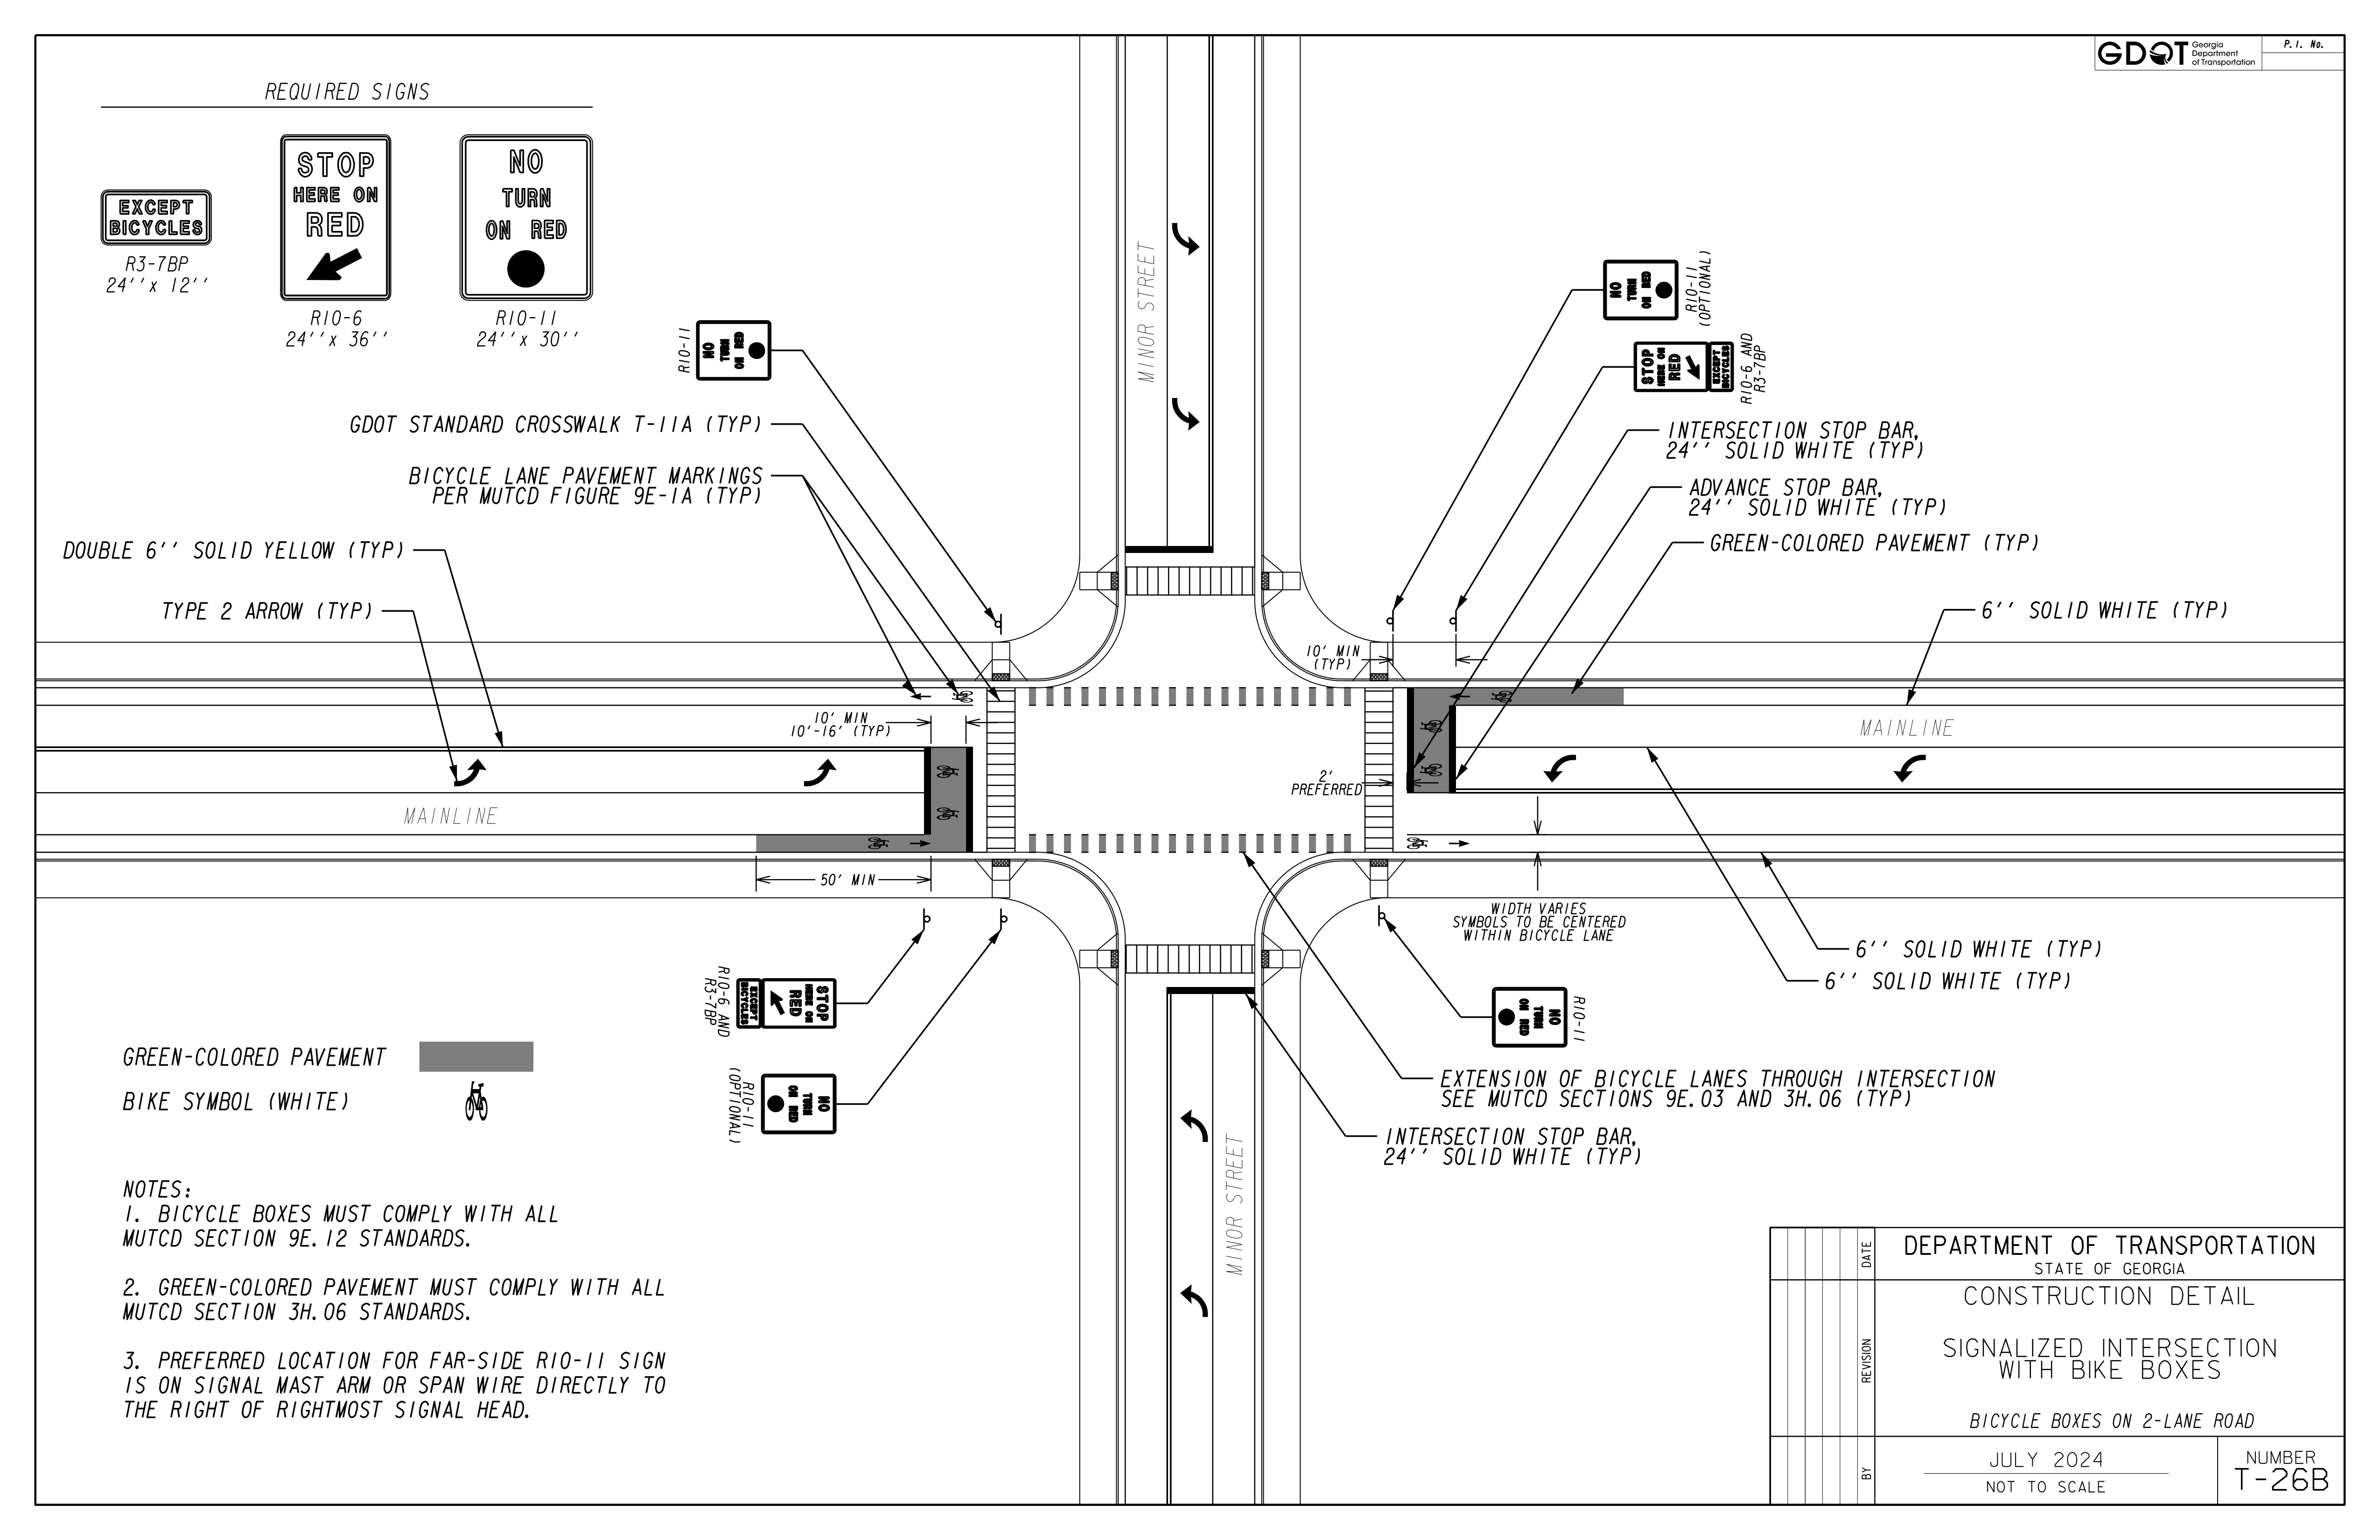 GDOT
Georgia
Department
of Transportation
P.I. No.
REQUIRED SIGNS
EXCEPT
BICYCLES
R3-7BP
24''x 12''
STOP
HERE ON
RED
R10-6
24''x 36''
NO
TURN
ON RED
R10-11
24''x 30''
R10-11
NO
TURN
ON RED
GDOT STANDARD CROSSWALK T-11A (TYP)
BICYCLE LANE PAVEMENT MARKINGS
PER MUTCD FIGURE 9E-1A (TYP)
DOUBLE 6'' SOLID YELLOW (TYP)
TYPE 2 ARROW (TYP)
MINOR STREET
NO
TURN
ON RED
R10-11
(OPTIONAL)
STOP
HERE ON
RED
EXCEPT
BICYCLES
R10-6 AND
R3-7BP
INTERSECTION STOP BAR,
24'' SOLID WHITE (TYP)
ADVANCE STOP BAR,
24'' SOLID WHITE (TYP)
GREEN-COLORED PAVEMENT (TYP)
6'' SOLID WHITE (TYP)
10' MIN
(TYP)
10' MIN
10'-16' (TYP)
MAINLINE
2'
PREFERRED
MAINLINE
50' MIN
WIDTH VARIES
SYMBOLS TO BE CENTERED
WITHIN BICYCLE LANE
6'' SOLID WHITE (TYP)
6'' SOLID WHITE (TYP)
R10-6 AND
R3-7BP
STOP
HERE ON
RED
EXCEPT
BICYCLES
R10-11
(OPTIONAL)
NO
TURN
ON RED
NO
TURN
ON RED
R10-11
EXTENSION OF BICYCLE LANES THROUGH INTERSECTION
SEE MUTCD SECTIONS 9E.03 AND 3H.06 (TYP)
INTERSECTION STOP BAR,
24'' SOLID WHITE (TYP)
MINOR STREET
GREEN-COLORED PAVEMENT
BIKE SYMBOL (WHITE)
NOTES:
1. BICYCLE BOXES MUST COMPLY WITH ALL
MUTCD SECTION 9E.12 STANDARDS.
2. GREEN-COLORED PAVEMENT MUST COMPLY WITH ALL
MUTCD SECTION 3H.06 STANDARDS.
3. PREFERRED LOCATION FOR FAR-SIDE R10-11 SIGN
IS ON SIGNAL MAST ARM OR SPAN WIRE DIRECTLY TO
THE RIGHT OF RIGHTMOST SIGNAL HEAD.
DATE
REVISION
BY
DEPARTMENT OF TRANSPORTATION
STATE OF GEORGIA
CONSTRUCTION DETAIL
SIGNALIZED INTERSECTION
WITH BIKE BOXES
BICYCLE BOXES ON 2-LANE ROAD
JULY 2024
NOT TO SCALE
NUMBER
T-26B